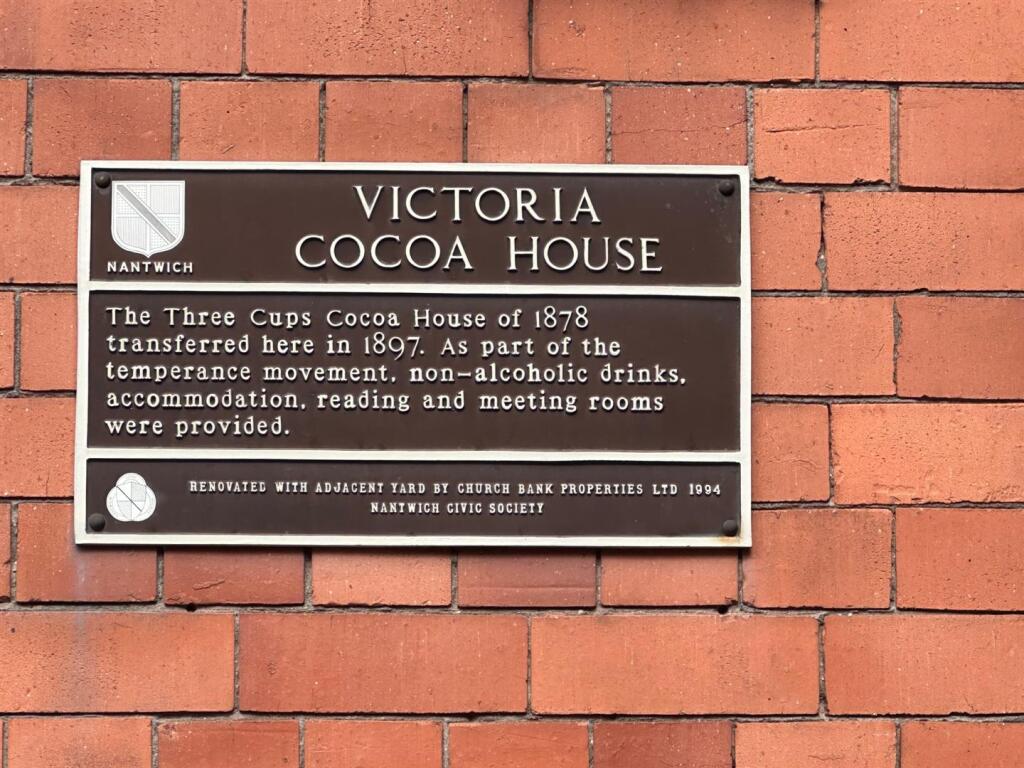 VICTORIA
COCOA HOUSE
NANTWICH
The Three Cups Cocoa House of 1878
transferred here in 1897. As part of the
temperance movement, non-alcoholic drinks,
accommodation, reading and meeting rooms
were provided.
RENOVATED WITH ADJACENT YARD BY CHURCH BANK PROPERTIES LTD 1994
NANTWICH CIVIC SOCIETY